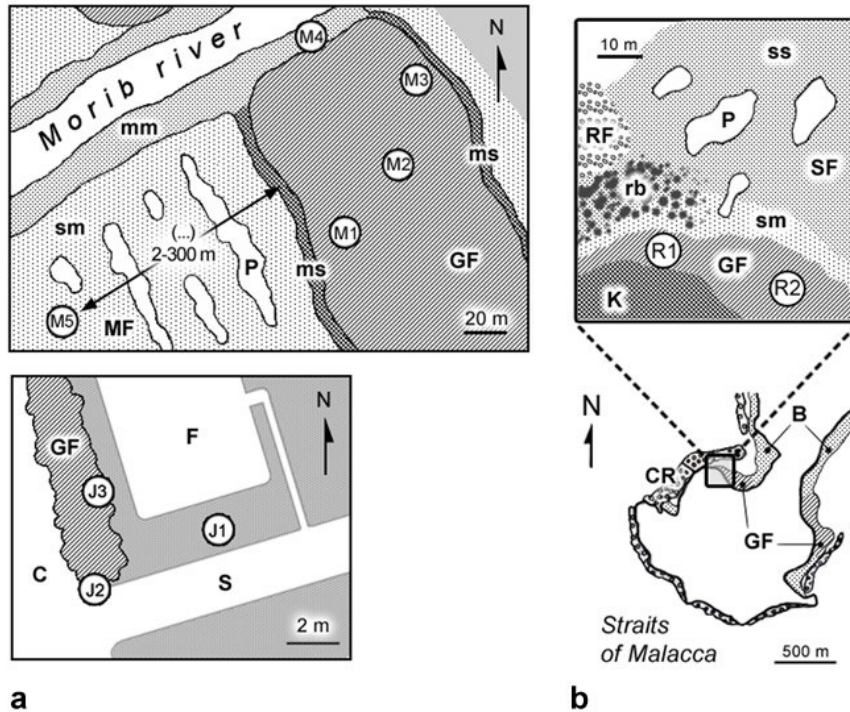 Morib river
M4
N
M3
mm
ms
M2
sm
(...)
2-300 m
M1
P
ms
GF
M5
MF
20 m
GF
F
N
J3
J1
C
J2
S
2 m
a
10 m
ss
RF
P
SF
rb
sm
R1
GF
R2
K
N
B
CR
GF
Straits
of Malacca
500 m
b